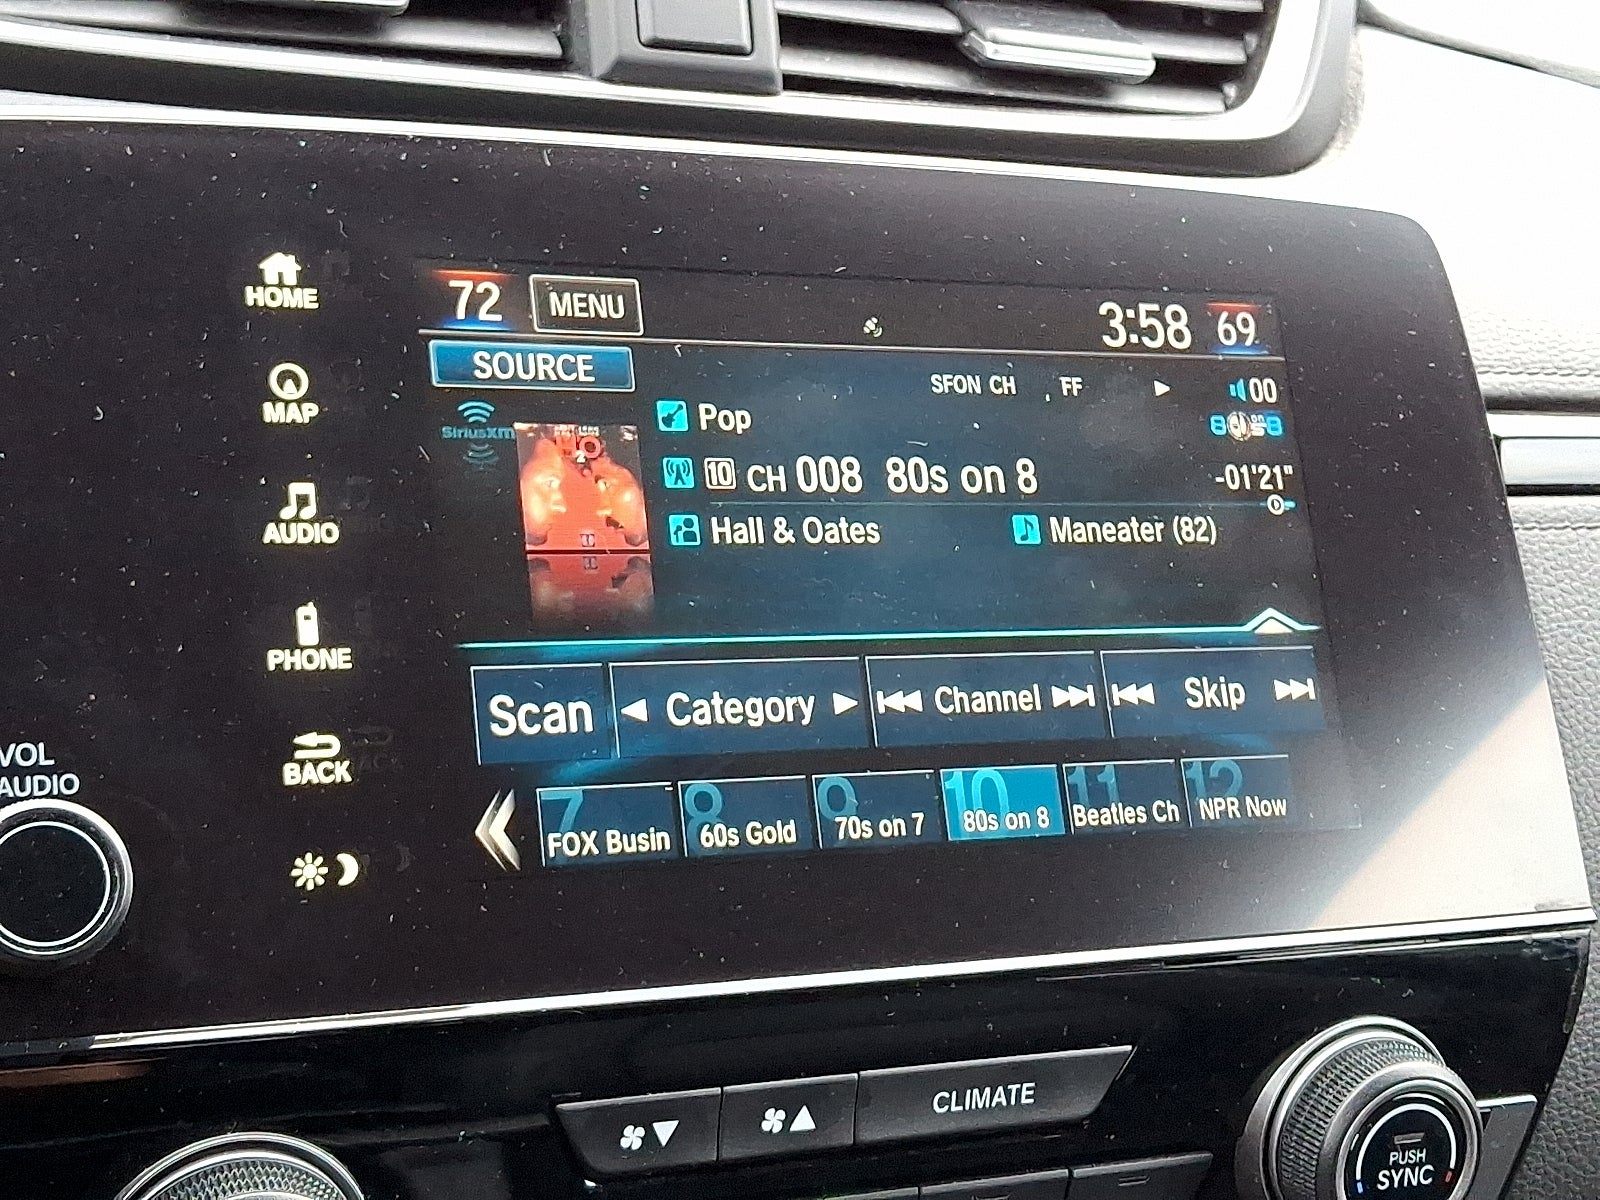 HOME
MAP
AUDIO
PHONE
BACK
VOL
AUDIO
72 MENU 3:58 69
SOURCE
SFON CH , FF 00
SiriusXM
Pop
10 CH 008 80s on 8 -01'21"
Hall & Oates Maneater (82)
Scan Category Channel Skip
7 FOX Busin
8 60s Gold
9 70s on 7
10 80s on 8
11 Beatles Ch
12 NPR Now
CLIMATE
PUSH
SYNC